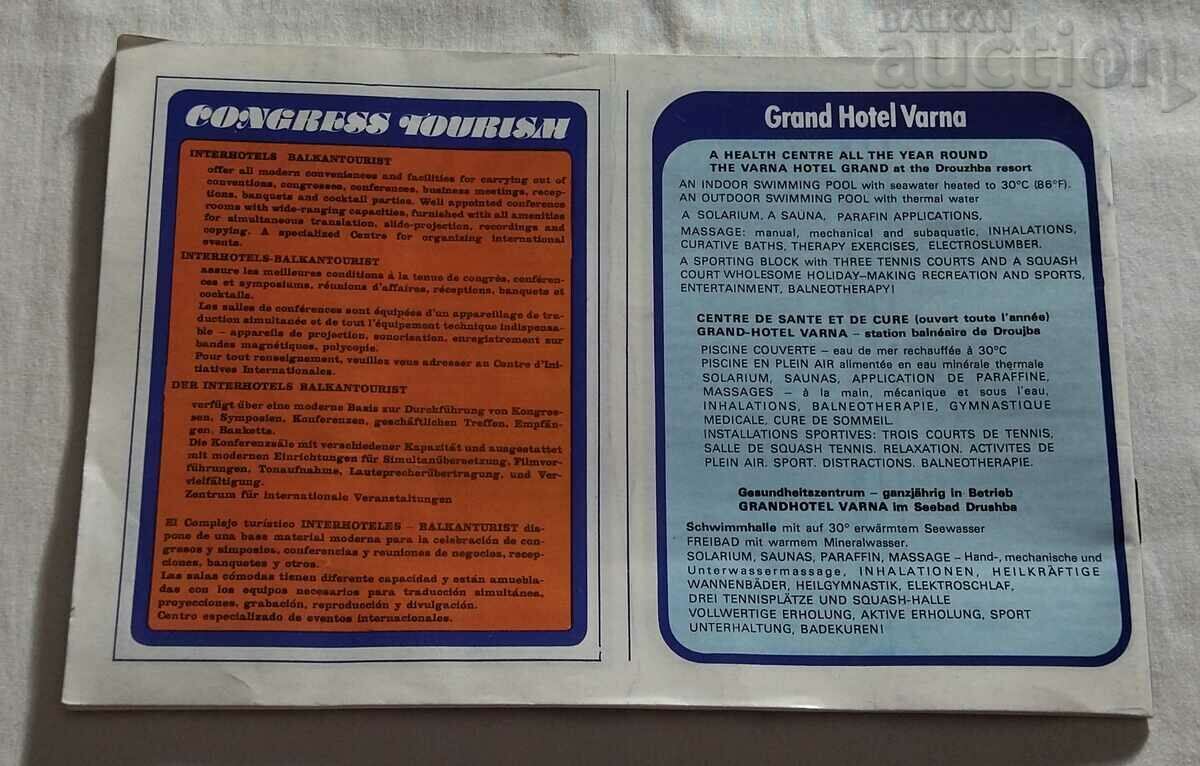 BALKAN
auction
CONGRESS TOURISM
INTERHOTELS BALKANTOURIST
offer all modern conveniences and facilities for carrying out of
conventions, congresses, conferences, business meetings, recep-
tions, banquets and cocktail parties. Well appointed conference
rooms with wide-ranging capacities, furnished with all amenities
for simultaneous translation, slide-projection, recordings and
copying. A specialized Centre for organizing international
events.
INTERHOTELS-BALKANTOURIST
assure les meilleures conditions à la tenue de congrès, conféren-
ces et symposiums, réunions d'affaires, réceptions, banquets et
cocktails.
Les salles de conférences sont équipées d'un appareillage de tra-
duction simultanée et de tout l'équipement technique indispensa-
ble – appareils de projection, sonorisation, enregistrement sur
bandes magnétiques, polycopie.
Pour tout renseignement, veuillez vous adresser au Centre d'Ini-
tiatives Internationales.
DER INTERHOTELS BALKANTOURIST
verfügt über eine moderne Basis zur Durchführung von Kongres-
sen, Symposien, Konferenzen, geschäftlichen Treffen, Empfän-
gen, Banketts.
Die Konferenzsäle mit verschiedener Kapazität und ausgestattet
mit modernen Einrichtungen für Simultanübersetzung, Filmvor-
führungen, Tonaufnahme, Lautsprecherübertragung, und Ver-
vielfältigung.
Zentrum für internationale Veranstaltungen
El Complejo turístico INTERHOTELES – BALKANTURIST dis-
pone de una base material moderna para la celebración de con-
gresos y simposios, conferencias y reuniones de negocios, recep-
ciones, banquetes y otros.
Las salas cómodas tienen diferente capacidad y están amuebla-
das con los equipos necesarios para traducción simultánea,
proyecciones, grabación, reproducción y divulgación.
Centro especializado de eventos internacionales.
Grand Hotel Varna
A HEALTH CENTRE ALL THE YEAR ROUND
THE VARNA HOTEL GRAND at the Drouzhba resort
AN INDOOR SWIMMING POOL with seawater heated to 30°C (86°F).
AN OUTDOOR SWIMMING POOL with thermal water
A SOLARIUM, A SAUNA, PARAFIN APPLICATIONS,
MASSAGE: manual, mechanical and subaquatic, INHALATIONS,
CURATIVE BATHS, THERAPY EXERCISES, ELECTROSLUMBER.
A SPORTING BLOCK with THREE TENNIS COURTS AND A SQUASH
COURT WHOLESOME HOLIDAY–MAKING RECREATION AND SPORTS,
ENTERTAINMENT, BALNEOTHERAPY!
CENTRE DE SANTE ET DE CURE (ouvert toute l'année)
GRAND-HOTEL VARNA – station balnéaire de Droujba
PISCINE COUVERTE – eau de mer rechauffée à 30°C
PISCINE EN PLEIN AIR alimentée en eau minérale thermale
SOLARIUM, SAUNAS, APPLICATION DE PARAFFINE,
MASSAGES – à la main, mécanique et sous l'eau,
INHALATIONS, BALNEOTHERAPIE, GYMNASTIQUE
MEDICALE, CURE DE SOMMEIL.
INSTALLATIONS SPORTIVES: TROIS COURTS DE TENNIS,
SALLE DE SQUASH TENNIS. RELAXATION. ACTIVITES DE
PLEIN AIR. SPORT. DISTRACTIONS. BALNEOTHERAPIE.
Gesundheitszentrum – ganzjährig in Betrieb
GRANDHOTEL VARNA im Seebad Drushba
Schwimmhalle mit auf 30° erwärmtem Seewasser
FREIBAD mit warmem Mineralwasser.
SOLARIUM, SAUNAS, PARAFFIN, MASSAGE – Hand-, mechanische und
Unterwassermassage, INHALATIONEN, HEILKRÄFTIGE
WANNENBÄDER, HEILGYMNASTIK, ELEKTROSCHLAF,
DREI TENNISPLÄTZE UND SQUASH-HALLE
VOLLWERTIGE ERHOLUNG, AKTIVE ERHOLUNG, SPORT
UNTERHALTUNG, BADEKUREN!